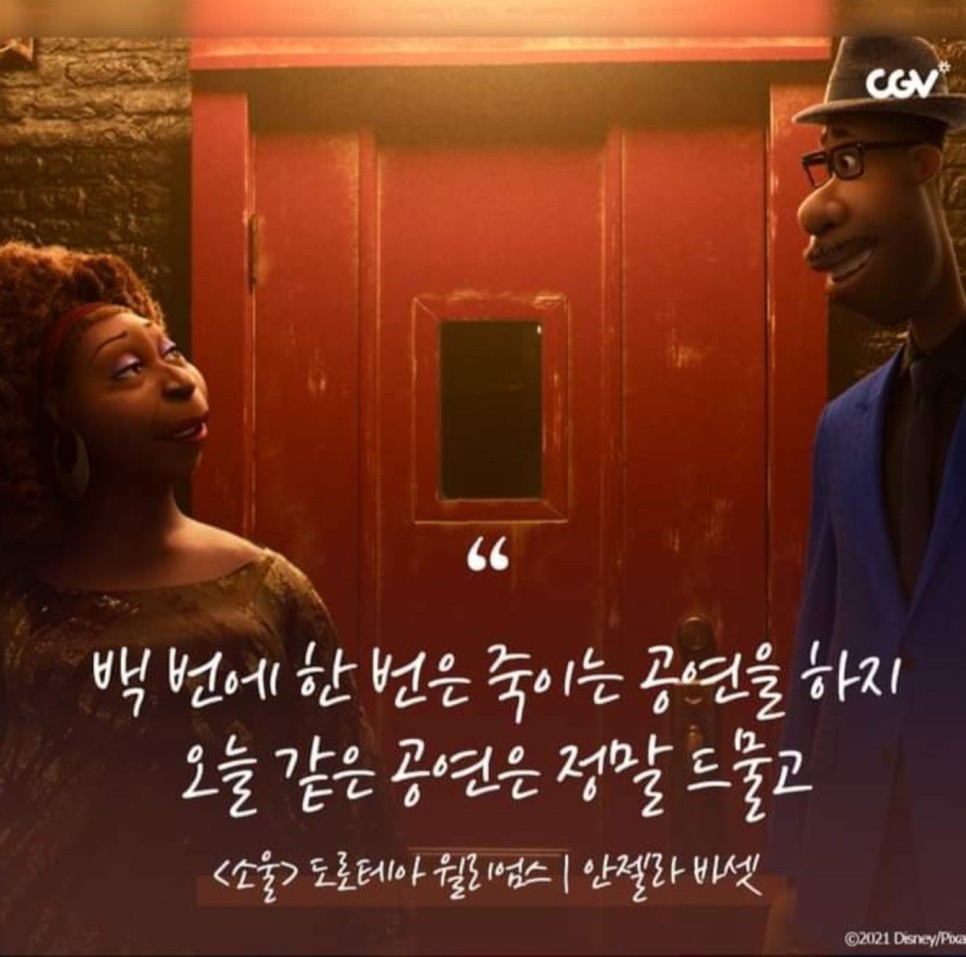 CGV
“
백 번에 한 번은 죽이는 공연을 하지
오늘 같은 공연은 정말 드물고
<소울> 도로테아 윌리엄스 | 안젤라 바셋
©2021 Disney/Pixa